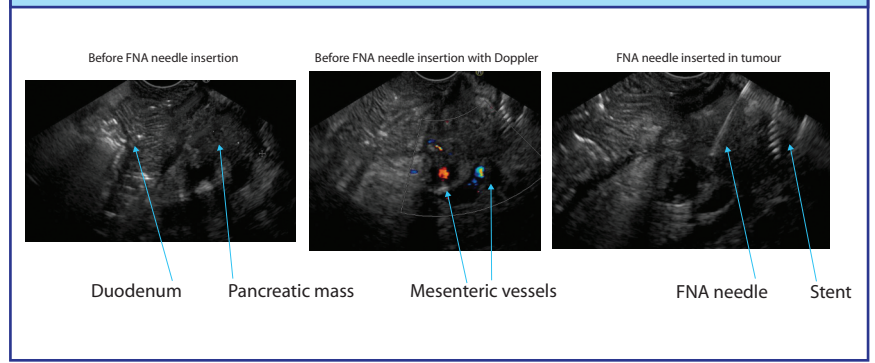 Before FNA needle insertion
Before FNA needle insertion with Doppler
FNA needle inserted in tumour
Duodenum
Pancreatic mass
Mesenteric vessels
FNA needle
Stent